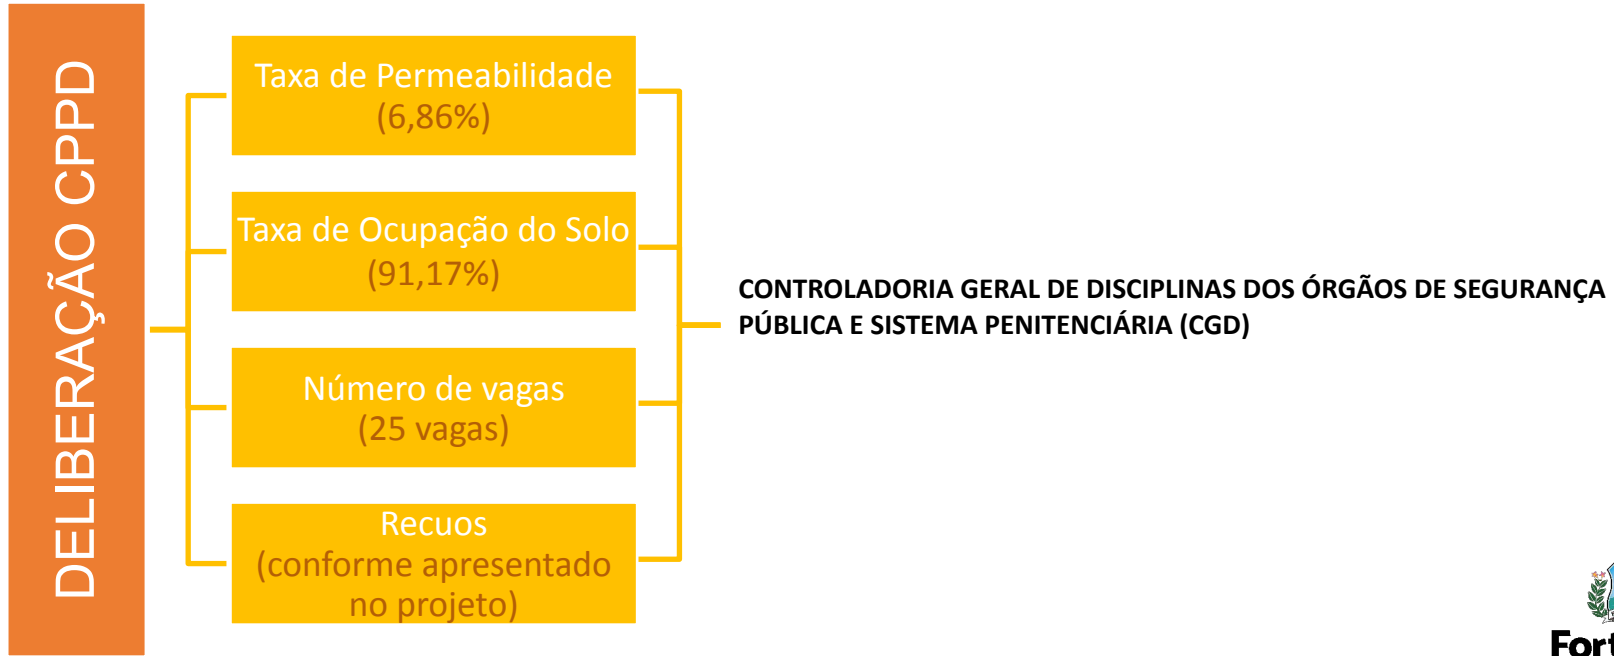 DELIBERAÇÃO CPPD
Taxa de Permeabilidade
(6,86%)
Taxa de Ocupação do Solo
(91,17%)
Número de vagas
(25 vagas)
Recuos
(conforme apresentado
no projeto)
CONTROLADORIA GERAL DE DISCIPLINAS DOS ÓRGÃOS DE SEGURANÇA
PÚBLICA E SISTEMA PENITENCIÁRIA (CGD)